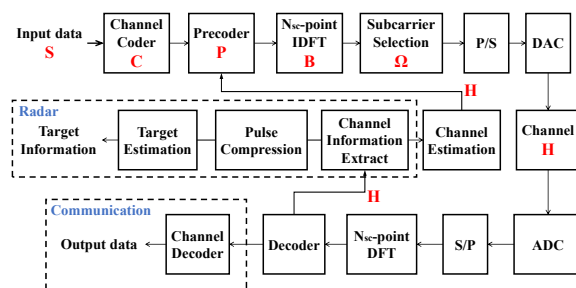 Input data
S
Channel
Coder
C
Precoder
P
Nsc-point
IDFT
B
Subcarrier
Selection
Ω
P/S
DAC
H
Radar
Target
Information
Target
Estimation
Pulse
Compression
Channel
Information
Extract
Channel
Estimation
Channel
H
H
Communication
Output data
Channel
Decoder
Decoder
Nsc-point
DFT
S/P
ADC